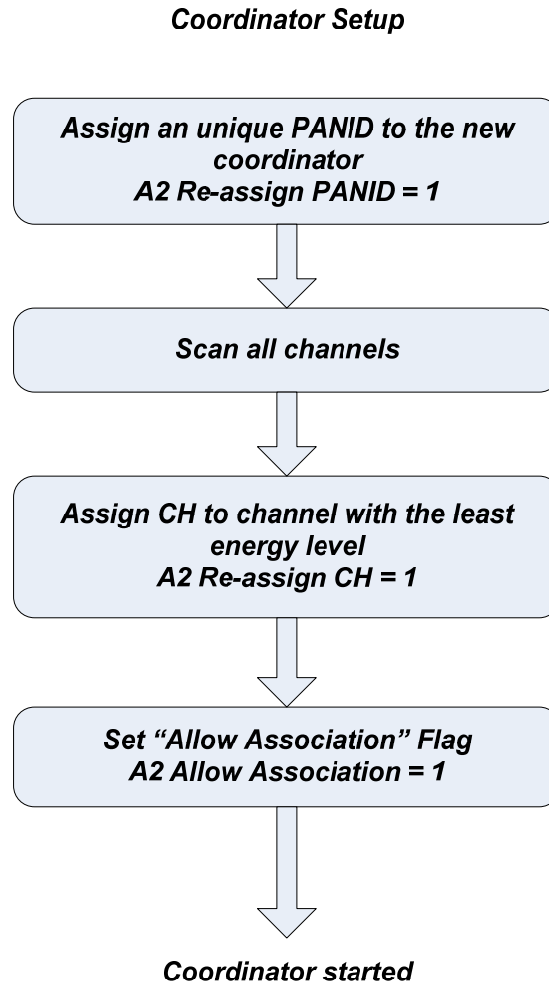 Coordinator Setup
Assign an unique PANID to the new
coordinator
A2 Re-assign PANID = 1
Scan all channels
Assign CH to channel with the least
energy level
A2 Re-assign CH = 1
Set “Allow Association” Flag
A2 Allow Association = 1
Coordinator started